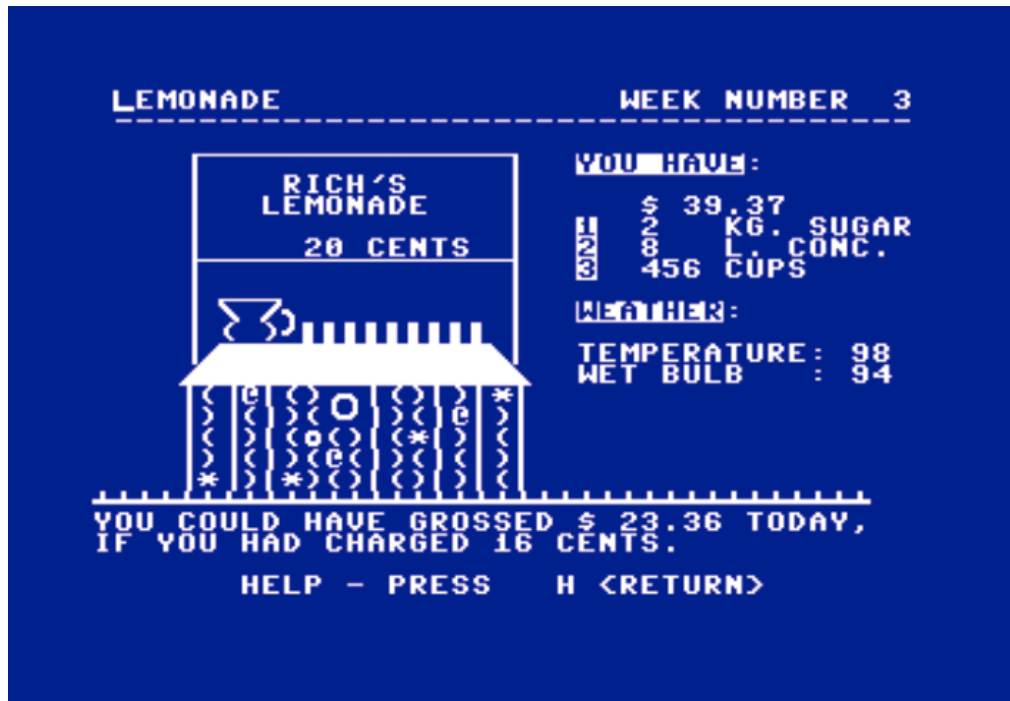 LEMONADE WEEK NUMBER 3
RICH'S
LEMONADE
20 CENTS
YOU HAVE:
$ 39.37
1 2 KG. SUGAR
2 8 L. CONC.
3 456 CUPS
WEATHER:
TEMPERATURE: 98
WET BULB : 94
YOU COULD HAVE GROSSED $ 23.36 TODAY,
IF YOU HAD CHARGED 16 CENTS.
HELP - PRESS H <RETURN>